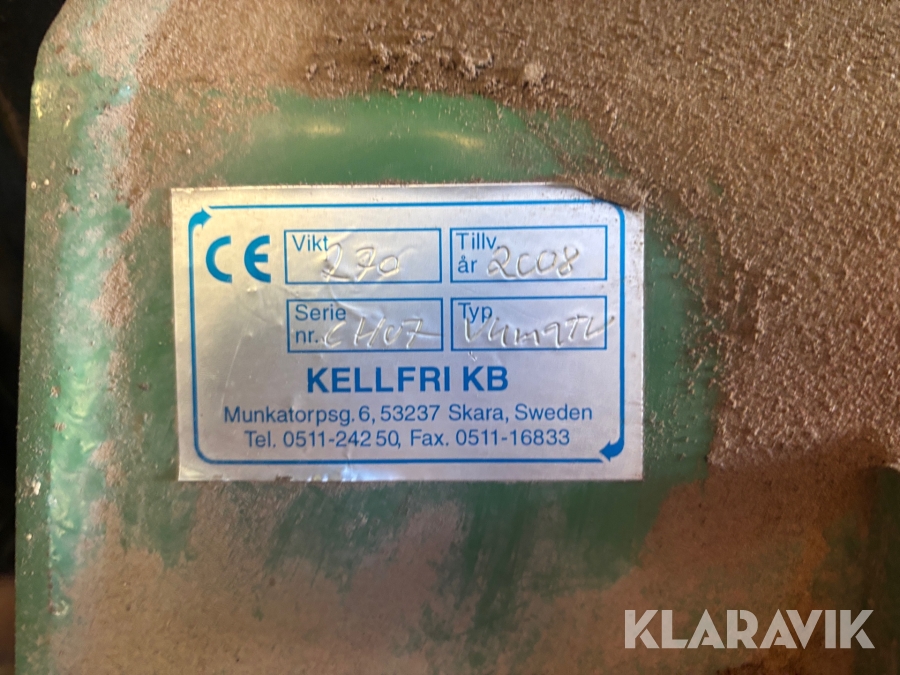 CE Vikt 270 Tillv. år 2008
Serie nr. Typ
KELLFRI KB
Munkatorpsg. 6, 53237 Skara, Sweden
Tel. 0511-242 50, Fax. 0511-16833
KLARAVIK